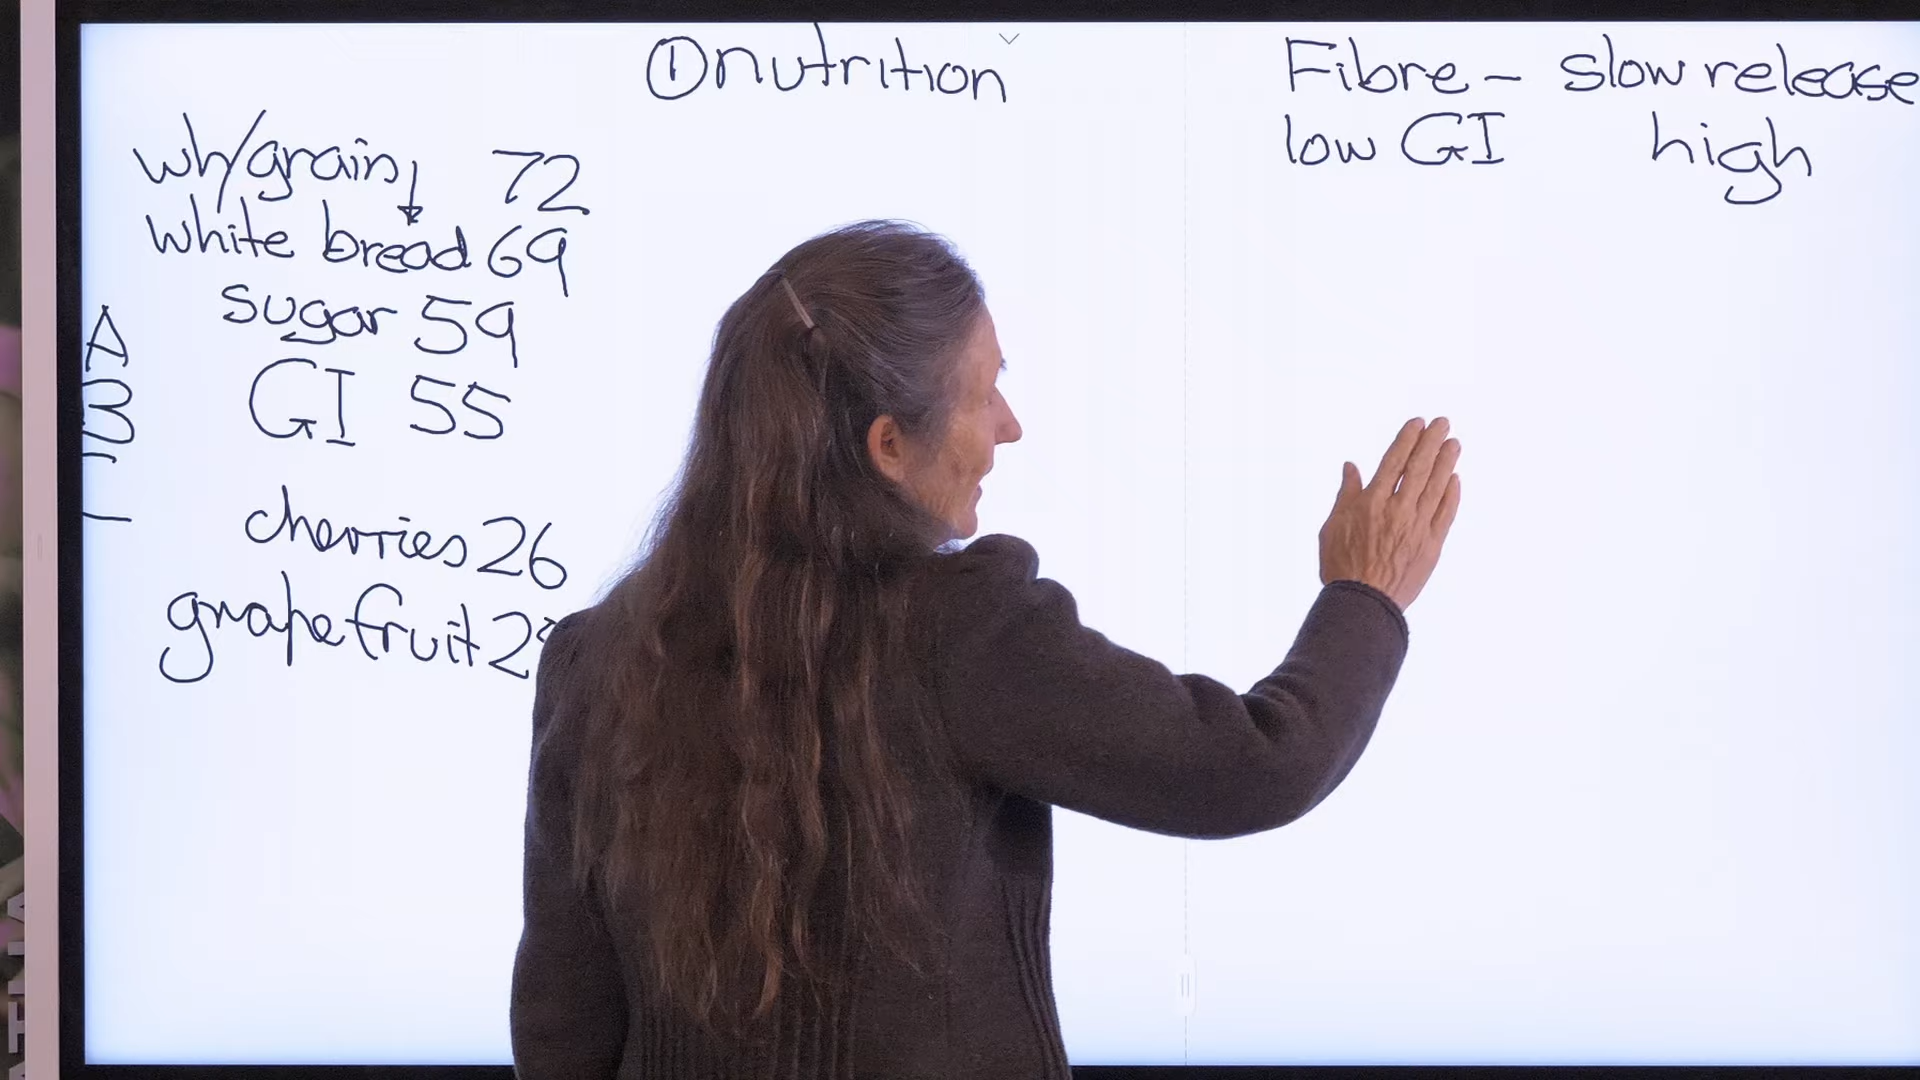 ① nutrition
wh/grain 72
white bread 69
sugar 59
GI 55
cherries 26
grapefruit
A
B
Fibre - slow release
low GI high